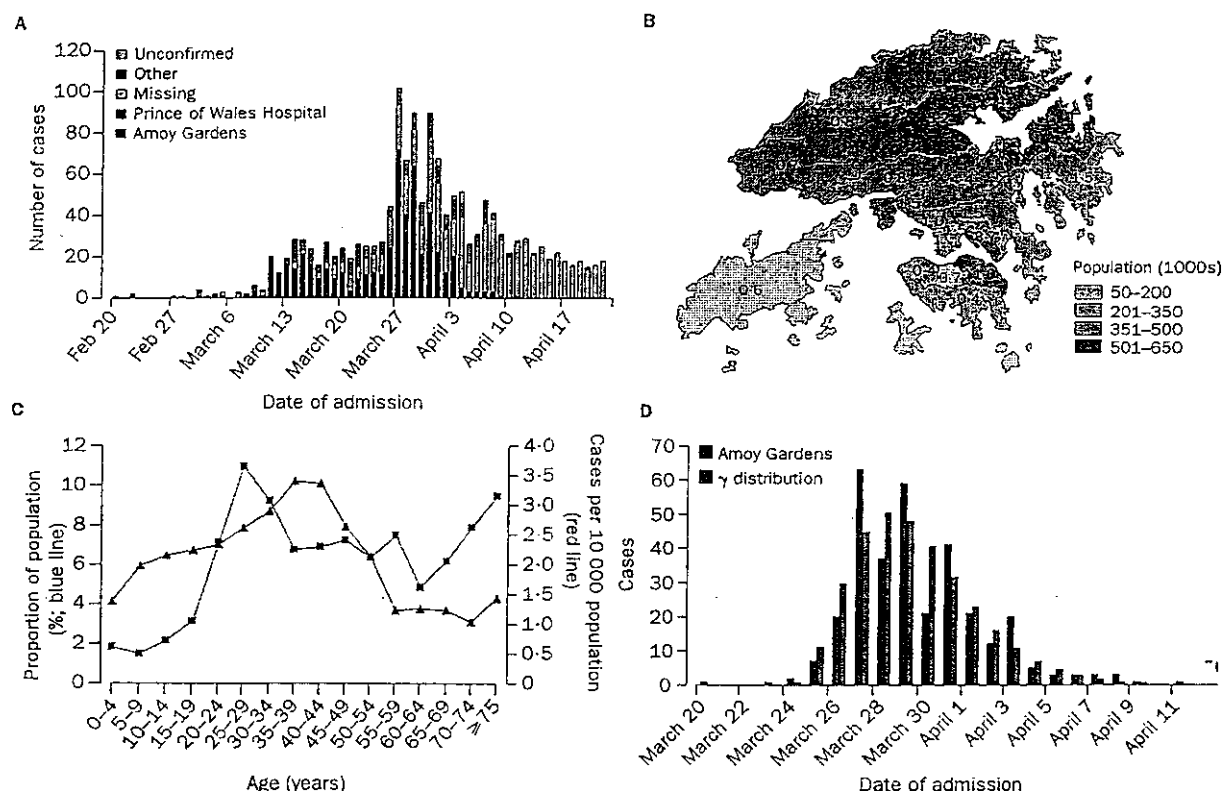 A
Number of cases
120
100
80
60
40
20
0
Unconfirmed
Other
Missing
Prince of Wales Hospital
Amoy Gardens
Feb 20
Feb 27
March 6
March 13
March 20
March 27
April 3
April 10
April 17
Date of admission
B
0·6
Population (1000s)
50–200
201–350
351–500
501–650
C
Proportion of population
(%; blue line)
12
10
8
6
4
2
0
4·0
3·5
3·0
2·5
2·0
1·5
1·0
0·5
0
Cases per 10 000 population
(red line)
0–4
5–9
10–14
15–19
20–24
25–29
30–34
35–39
40–44
45–49
50–54
55–59
60–64
65–69
70–74
≥75
Age (years)
D
Cases
70
60
50
40
30
20
10
0
Amoy Gardens
γ distribution
March 20
March 22
March 24
March 26
March 28
March 30
April 1
April 3
April 5
April 7
April 9
April 11
Date of admission